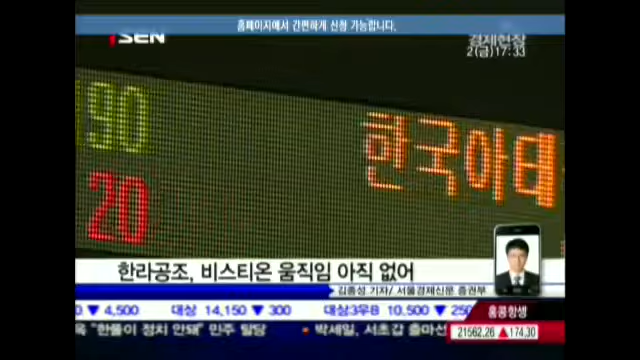 홈페이지에서 간편하게 신청 가능합니다.
SEN
경제현장
2(금)17:33
190
한국아테
20
한라공조, 비스티온 움직임 아직 없어
김종성 기자/ 서울경제신문 증권부
▼ 4,500 대상 14,150 ▼ 300 대상3우B 10,500 ▼ 250
홍콩항셍
"한뜰이 정치 안돼" 민주 탈당 • 박세일, 서초갑 출마선
21562.26 ▲174.30